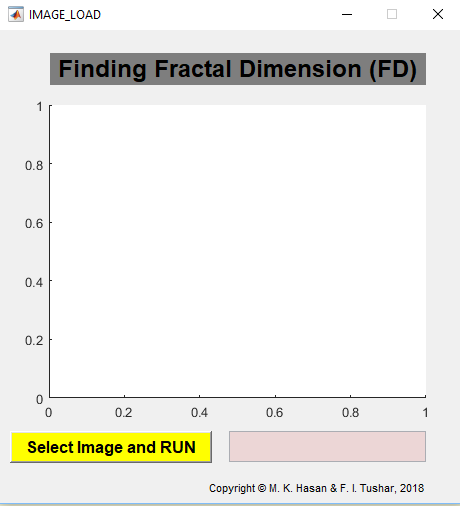 IMAGE_LOAD
Finding Fractal Dimension (FD)
1
0.8
0.6
0.4
0.2
0
0 0.2 0.4 0.6 0.8 1
Select Image and RUN
Copyright © M. K. Hasan & F. I. Tushar, 2018